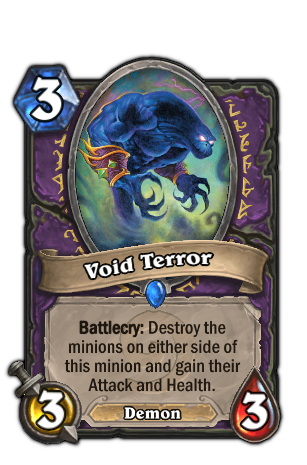 3
Void Terror
Battlecry: Destroy the
minions on either side of
this minion and gain their
Attack and Health.
Demon
3
3